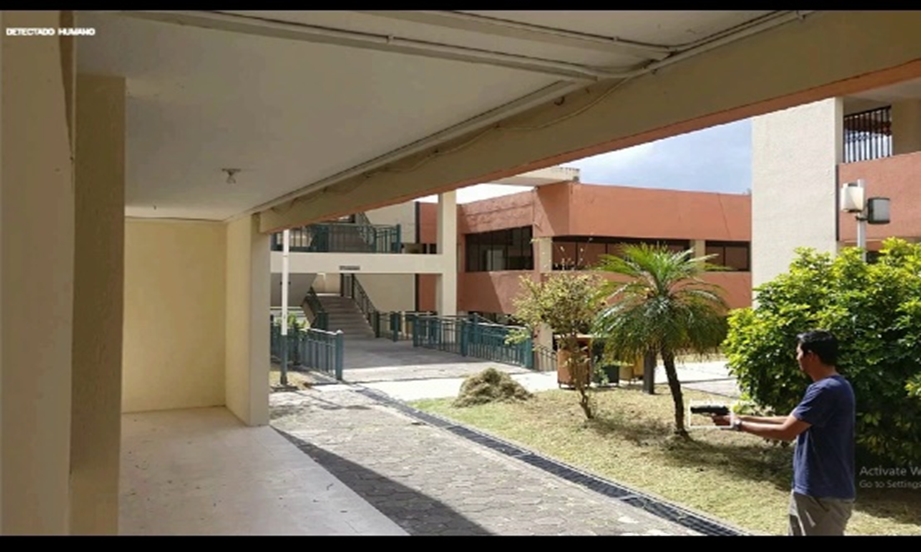 DETECTADO HUMANO
Activate W
Go to Settings